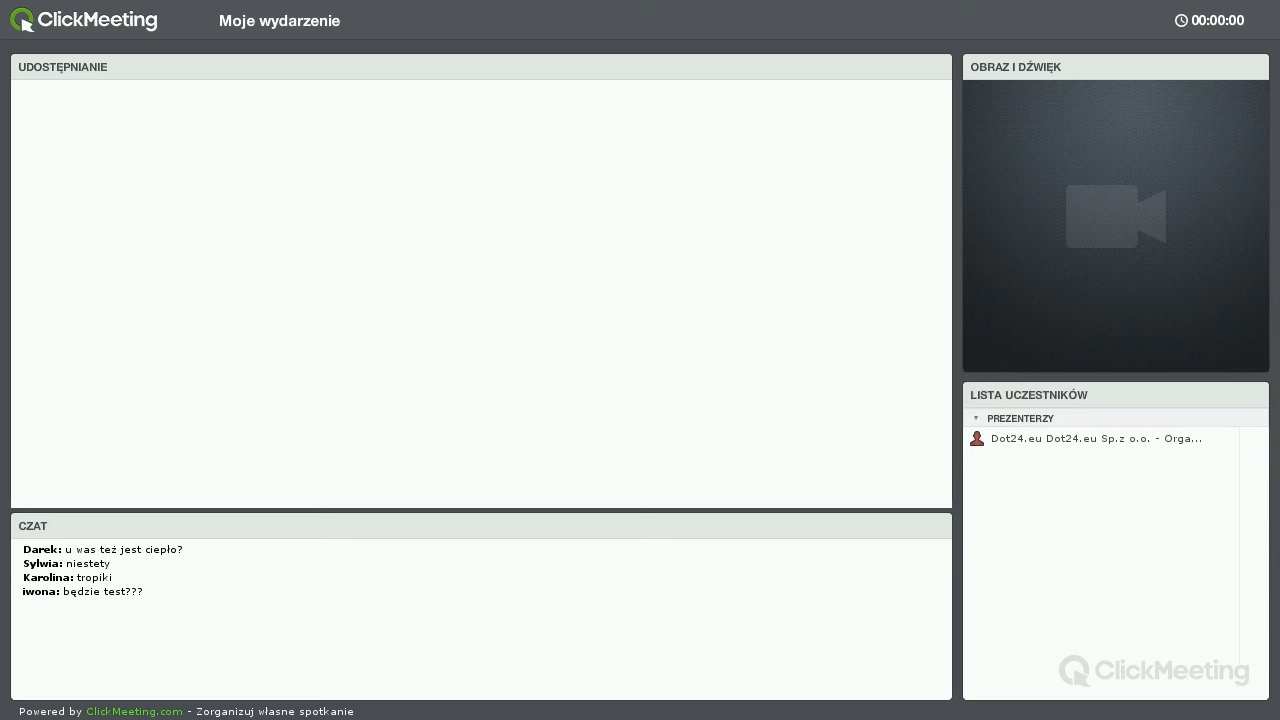 ClickMeeting Moje wydarzenie 00:00:00
UDOSTĘPNIANIE
OBRAZ I DŹWIĘK
LISTA UCZESTNIKÓW
PREZENTERZY
Dot24.eu Dot24.eu Sp.z o.o. - Orga...
CZAT
Darek: u was też jest ciepło?
Sylwia: niestety
Karolina: tropiki
iwona: będzie test???
ClickMeeting
Powered by ClickMeeting.com - Zorganizuj własne spotkanie